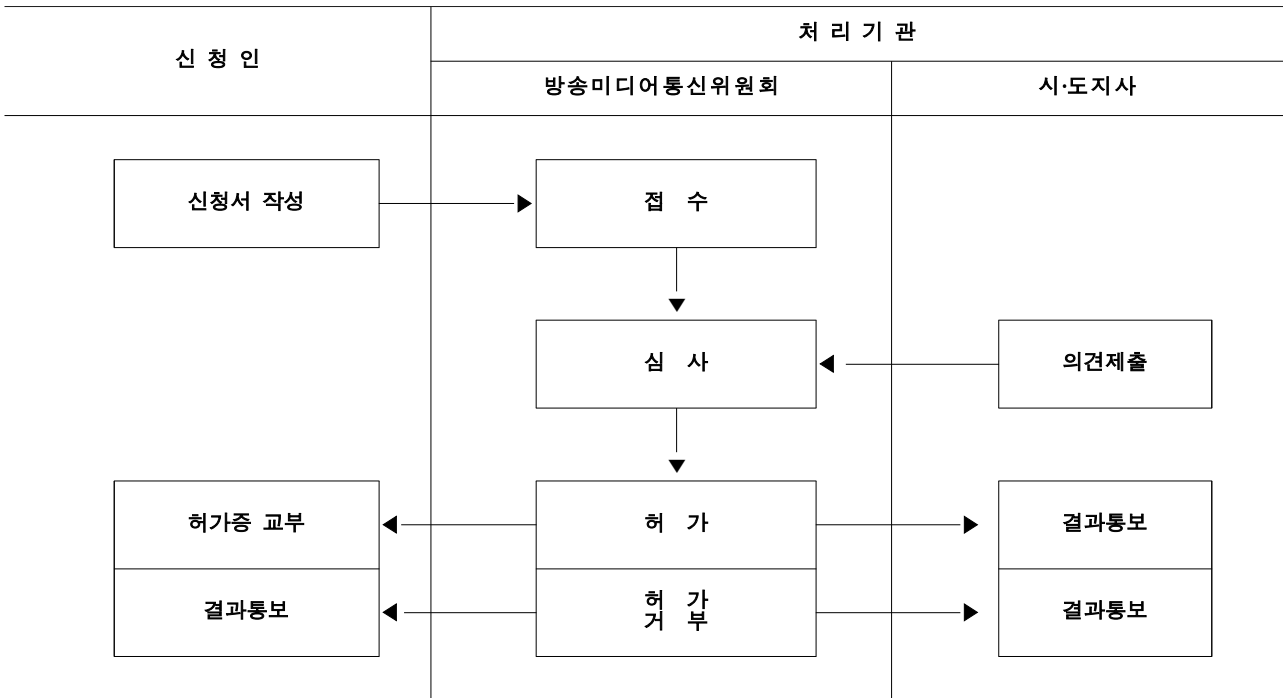 신 청 인
처 리 기 관
방송미디어통신위원회
시·도지사
신청서 작성
접 수
심 사
의견제출
허가증 교부
허 가
결과통보
결과통보
허 가
거 부
결과통보